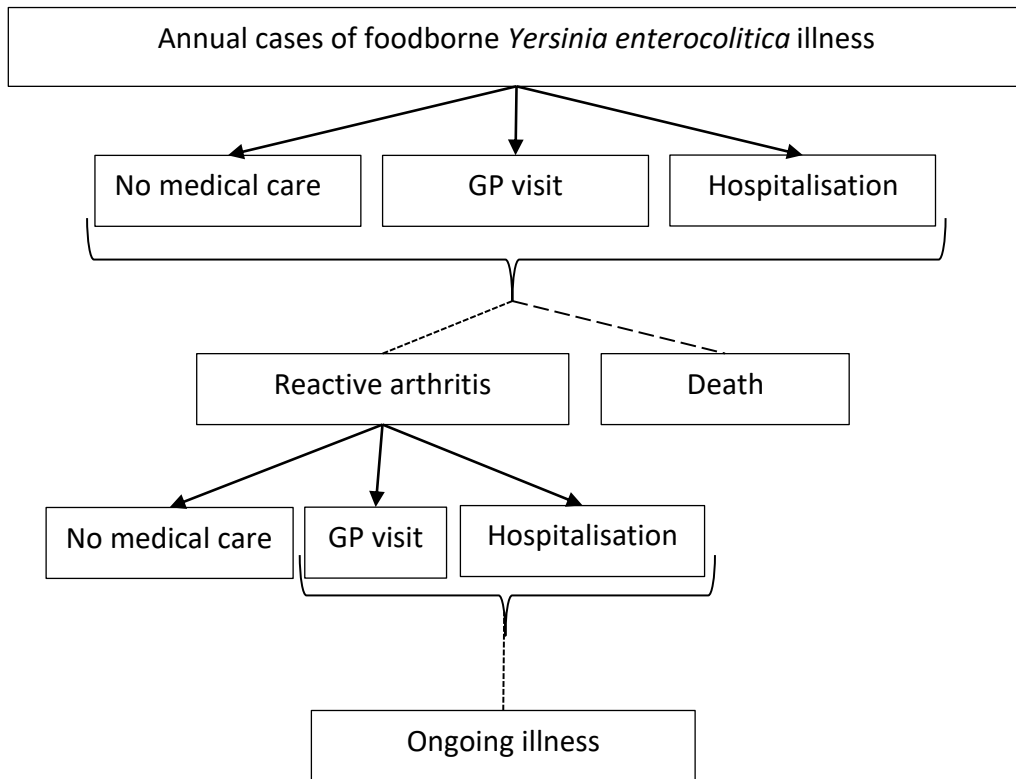 Annual cases of foodborne Yersinia enterocolitica illness
No medical care
GP visit
Hospitalisation
Reactive arthritis
Death
No medical care
GP visit
Hospitalisation
Ongoing illness